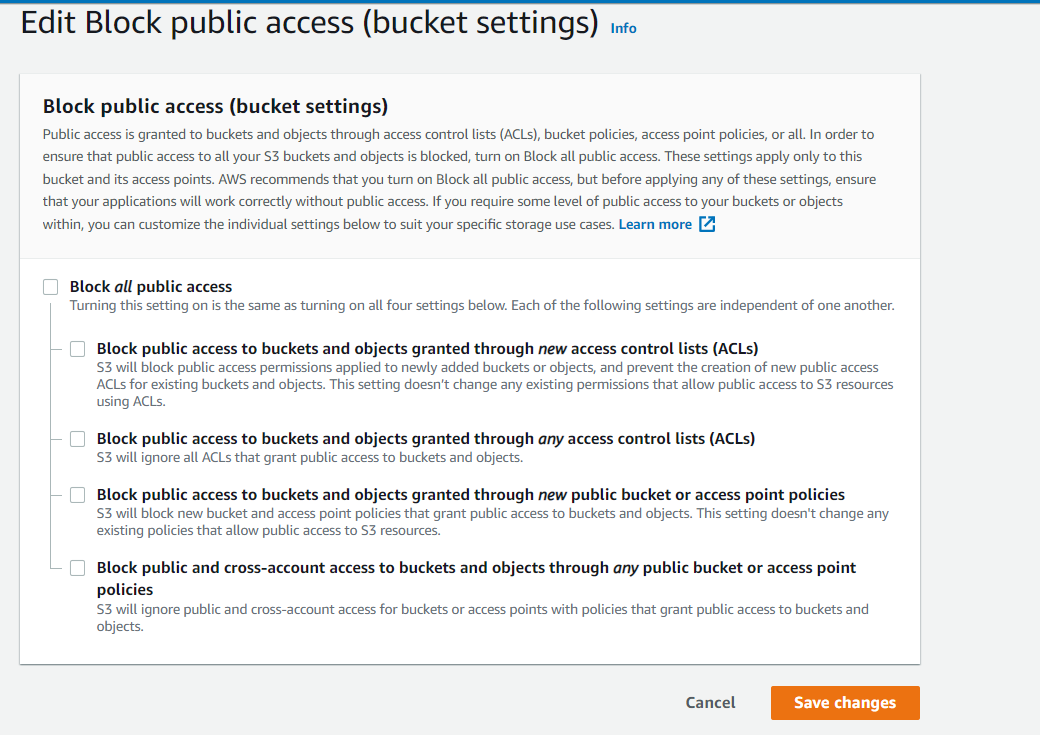 Edit Block public access (bucket settings) Info
Block public access (bucket settings)
Public access is granted to buckets and objects through access control lists (ACLs), bucket policies, access point policies, or all. In order to
ensure that public access to all your S3 buckets and objects is blocked, turn on Block all public access. These settings apply only to this
bucket and its access points. AWS recommends that you turn on Block all public access, but before applying any of these settings, ensure
that your applications will work correctly without public access. If you require some level of public access to your buckets or objects
within, you can customize the individual settings below to suit your specific storage use cases. Learn more
Block all public access
Turning this setting on is the same as turning on all four settings below. Each of the following settings are independent of one another.
Block public access to buckets and objects granted through new access control lists (ACLs)
S3 will block public access permissions applied to newly added buckets or objects, and prevent the creation of new public access
ACLs for existing buckets and objects. This setting doesn't change any existing permissions that allow public access to S3 resources
using ACLs.
Block public access to buckets and objects granted through any access control lists (ACLs)
S3 will ignore all ACLs that grant public access to buckets and objects.
Block public access to buckets and objects granted through new public bucket or access point policies
S3 will block new bucket and access point policies that grant public access to buckets and objects. This setting doesn't change any
existing policies that allow public access to S3 resources.
Block public and cross-account access to buckets and objects through any public bucket or access point
policies
S3 will ignore public and cross-account access for buckets or access points with policies that grant public access to buckets and
objects.
Cancel Save changes